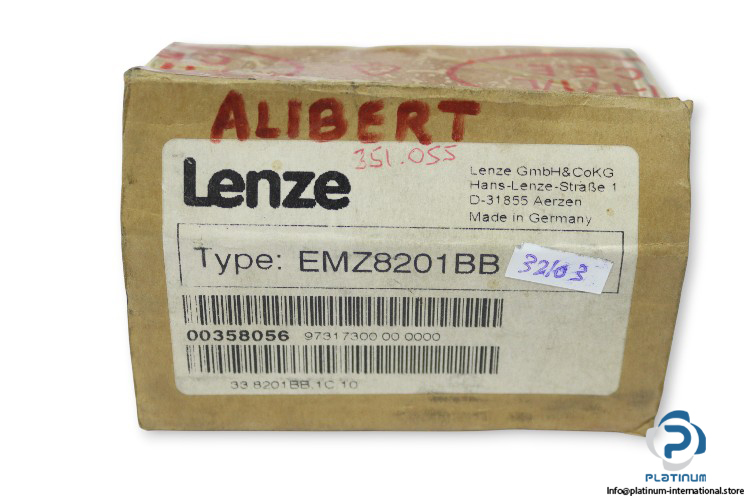 ALIBERT
351.055
Lenze
Lenze GmbH&CoKG
Hans-Lenze-Straße 1
D-31855 Aerzen
Made in Germany
Type: EMZ8201BB
32103
00358056 97317300 00 0000
33.8201BB.1C.10
PLATINUM
Info@platinum-international.store